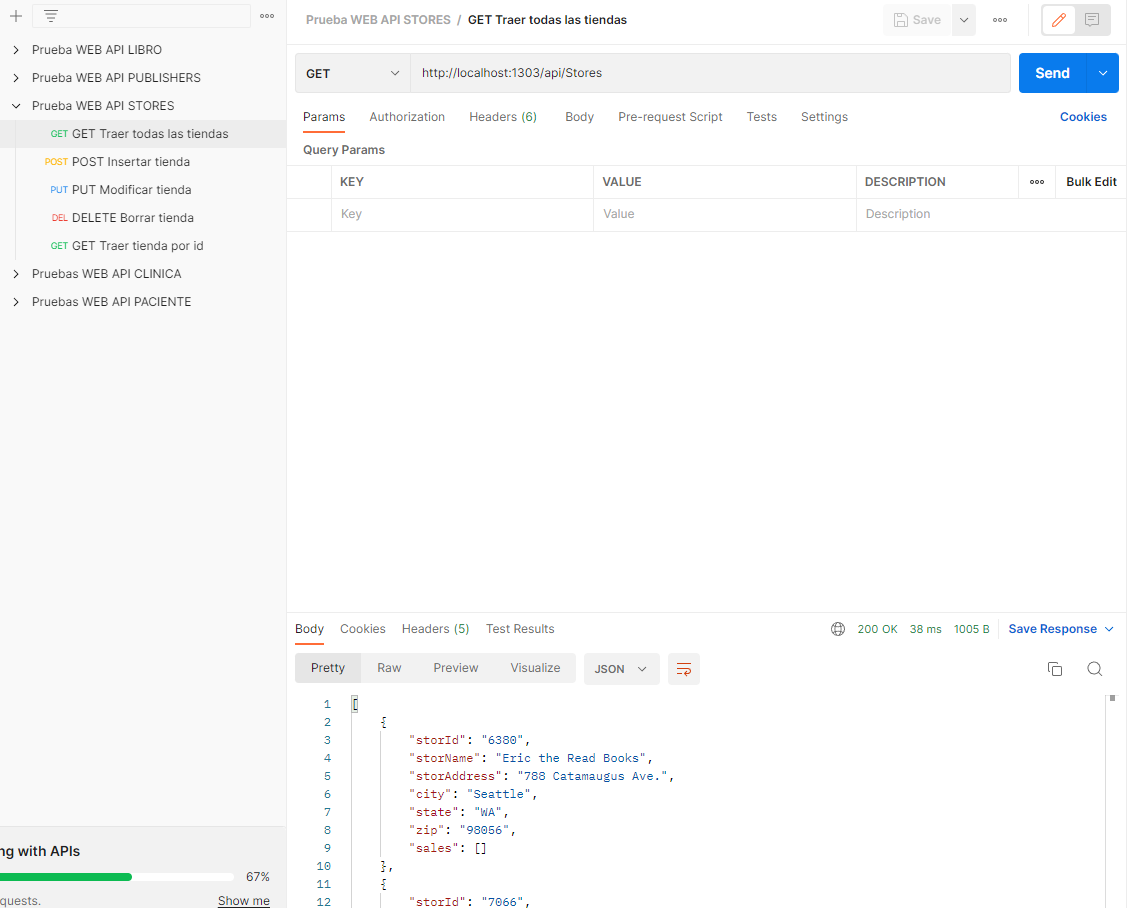 Prueba WEB API LIBRO
Prueba WEB API PUBLISHERS
Prueba WEB API STORES
GET GET Traer todas las tiendas
POST POST Insertar tienda
PUT PUT Modificar tienda
DEL DELETE Borrar tienda
GET GET Traer tienda por id
Pruebas WEB API CLINICA
Pruebas WEB API PACIENTE
ng with APIs
67%
quests. Show me
Prueba WEB API STORES / GET Traer todas las tiendas Save
GET http://localhost:1303/api/Stores Send
Params Authorization Headers (6) Body Pre-request Script Tests Settings Cookies
Query Params
KEY VALUE DESCRIPTION Bulk Edit
Key Value Description
Body Cookies Headers (5) Test Results 200 OK 38 ms 1005 B Save Response
Pretty Raw Preview Visualize JSON
1 [
2 {
3 "storId": "6380",
4 "storName": "Eric the Read Books",
5 "storAddress": "788 Catamaugus Ave.",
6 "city": "Seattle",
7 "state": "WA",
8 "zip": "98056",
9 "sales": []
10 },
11 {
12 "storId": "7066",